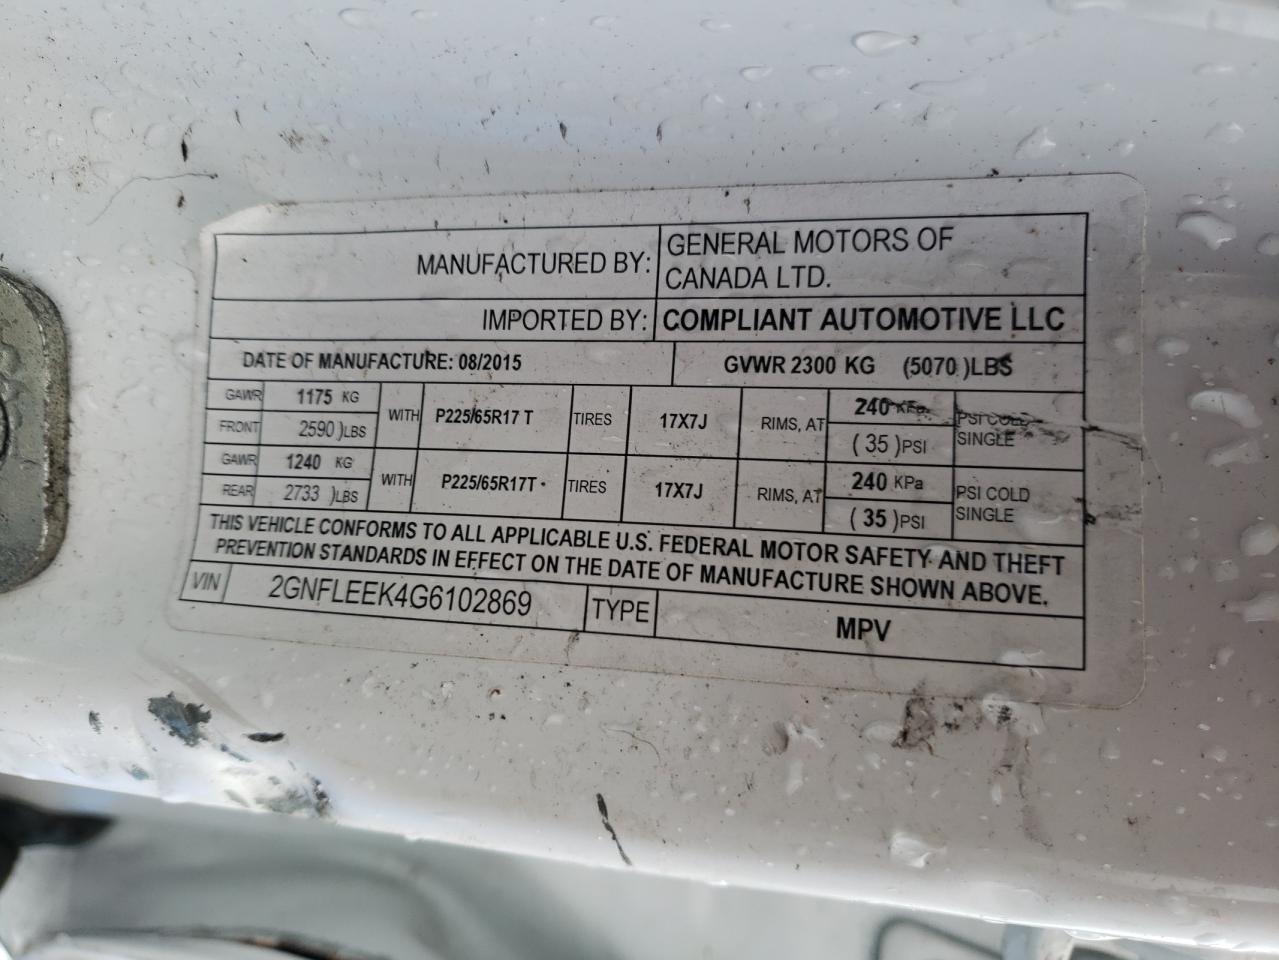 MANUFACTURED BY: GENERAL MOTORS OF
CANADA LTD.
IMPORTED BY: COMPLIANT AUTOMOTIVE LLC
DATE OF MANUFACTURE: 08/2015 GVWR 2300 KG (5070 )LBS
GAWR 1175 KG WITH P225/65R17 T TIRES 17X7J RIMS, AT 240 KPa PSI COLD
FRONT 2590 )LBS ( 35 )PSI SINGLE
GAWR 1240 KG WITH P225/65R17T TIRES 17X7J RIMS, AT 240 KPa PSI COLD
REAR 2733 )LBS ( 35 )PSI SINGLE
THIS VEHICLE CONFORMS TO ALL APPLICABLE U.S. FEDERAL MOTOR SAFETY AND THEFT
PREVENTION STANDARDS IN EFFECT ON THE DATE OF MANUFACTURE SHOWN ABOVE.
VIN 2GNFLEEK4G6102869 TYPE MPV